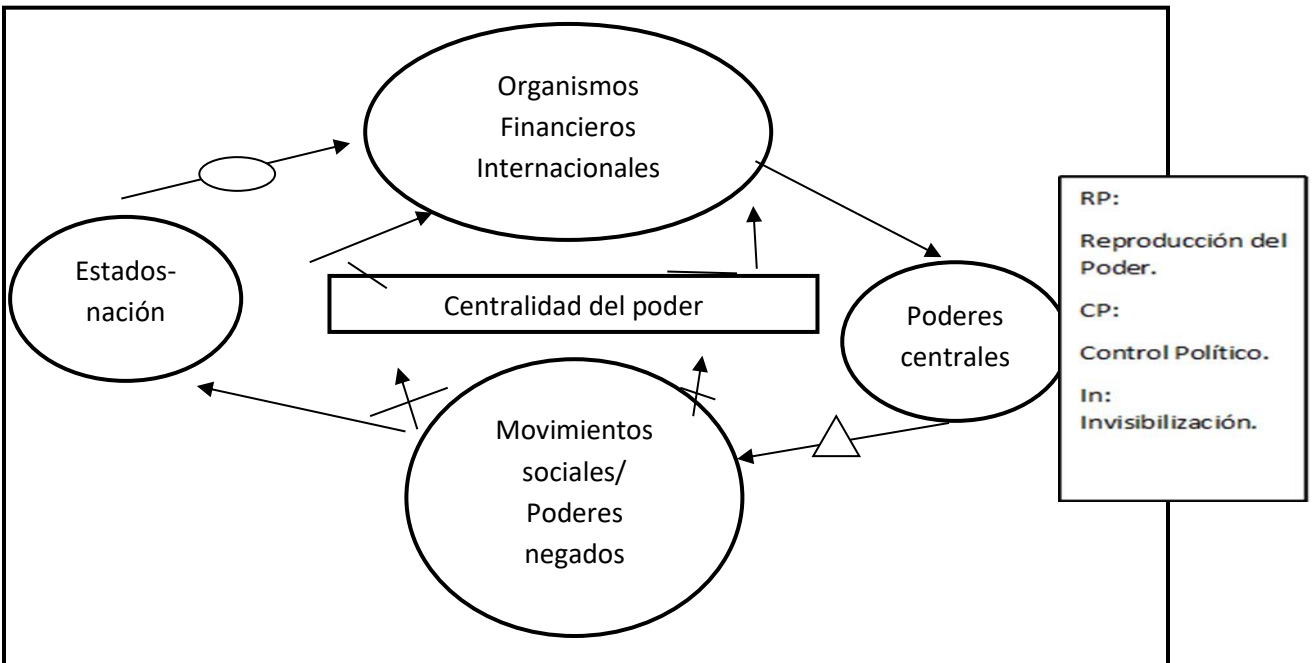 Organismos
Financieros
Internacionales
Estados-
nación
Centralidad del poder
Poderes
centrales
Movimientos
sociales/
Poderes
negados
RP:
Reproducción del
Poder.
CP:
Control Político.
In:
Invisibilización.